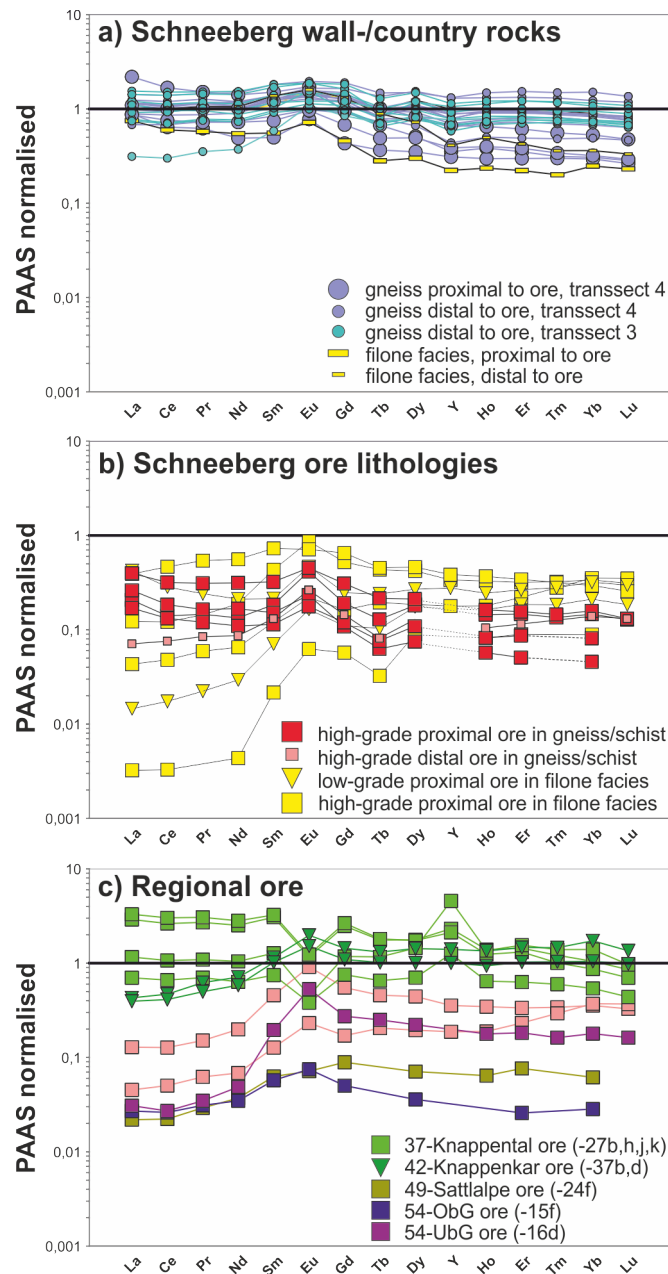 a) Schneeberg wall-/country rocks
10
1
0,1
0,01
0,001
PAAS normalised
gneiss proximal to ore, transsect 4
gneiss distal to ore, transsect 4
gneiss distal to ore, transsect 3
filone facies, proximal to ore
filone facies, distal to ore
La Ce Pr Nd Sm Eu Gd Tb Dy Y Ho Er Tm Yb Lu
b) Schneeberg ore lithologies
10
1
0,1
0,01
0,001
PAAS normalised
high-grade proximal ore in gneiss/schist
high-grade distal ore in gneiss/schist
low-grade proximal ore in filone facies
high-grade proximal ore in filone facies
La Ce Pr Nd Sm Eu Gd Tb Dy Y Ho Er Tm Yb Lu
c) Regional ore
10
1
0,1
0,01
0,001
PAAS normalised
37-Knappental ore (-27b,h,j,k)
42-Knappenkar ore (-37b,d)
49-Sattlalpe ore (-24f)
54-ObG ore (-15f)
54-UbG ore (-16d)
La Ce Pr Nd Sm Eu Gd Tb Dy Y Ho Er Tm Yb Lu